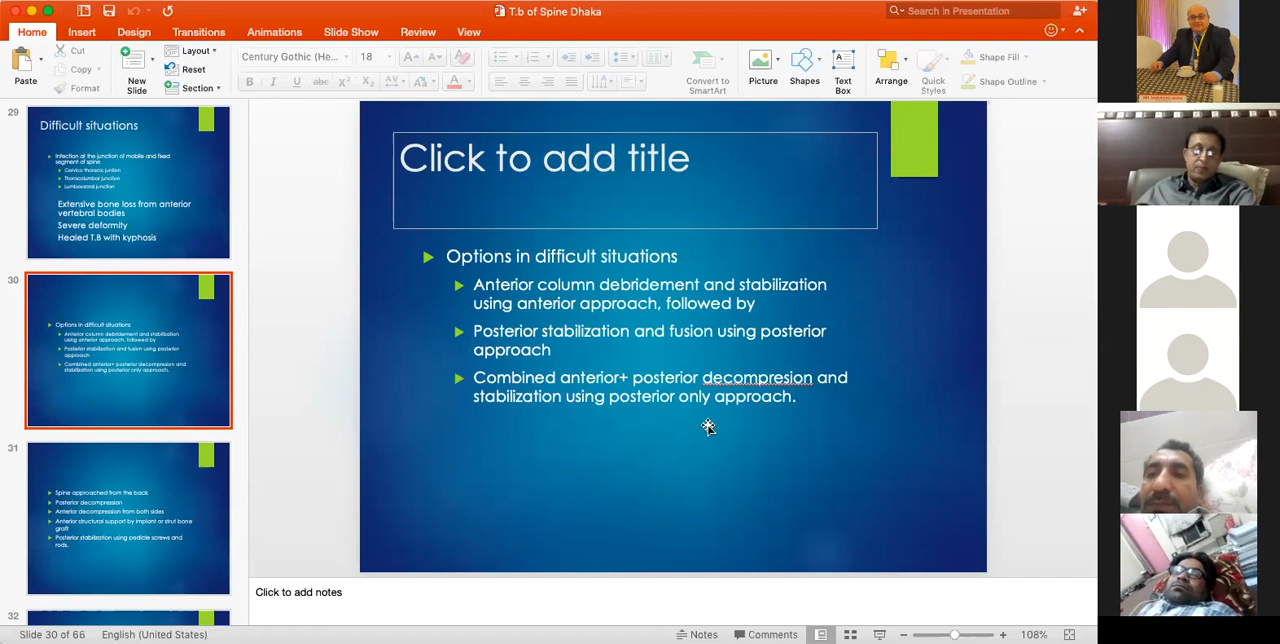 T.b of Spine Dhaka
Search in Presentation
Home Insert Design Transitions Animations Slide Show Review View
Paste
Cut
Copy
Format
New
Slide
Layout
Reset
Section
Century Gothic (He...
18
Convert to
SmartArt
Picture
Shapes
Text
Box
Arrange
Quick
Styles
Shape Fill
Shape Outline
29
Difficult situations
Infection at the junction of mobile and fixed
segment of spine
Cervico thoracic juntion
Thoracolumbar junction
Lumbosacral junction
Extensive bone loss from anterior
vertebral bodies
Severe deformity
Healed T.B with kyphosis
30
Options in difficult situations
Anterior column debridement and stabilization
using anterior approach, followed by
Posterior stabilization and fusion using posterior
approach
Combined anterior+ posterior decompresion and
stabilization using posterior only approach.
31
Spine approached from the back
Posterior decompression
Anterior decompression from both sides
Anterior structural support by implant or strut bone
graft
Posterior stabilization using pedicle screws and
rods.
32
Click to add title
Options in difficult situations
Anterior column debridement and stabilization
using anterior approach, followed by
Posterior stabilization and fusion using posterior
approach
Combined anterior+ posterior decompresion and
stabilization using posterior only approach.
Click to add notes
Slide 30 of 66 English (United States) Notes Comments 108%